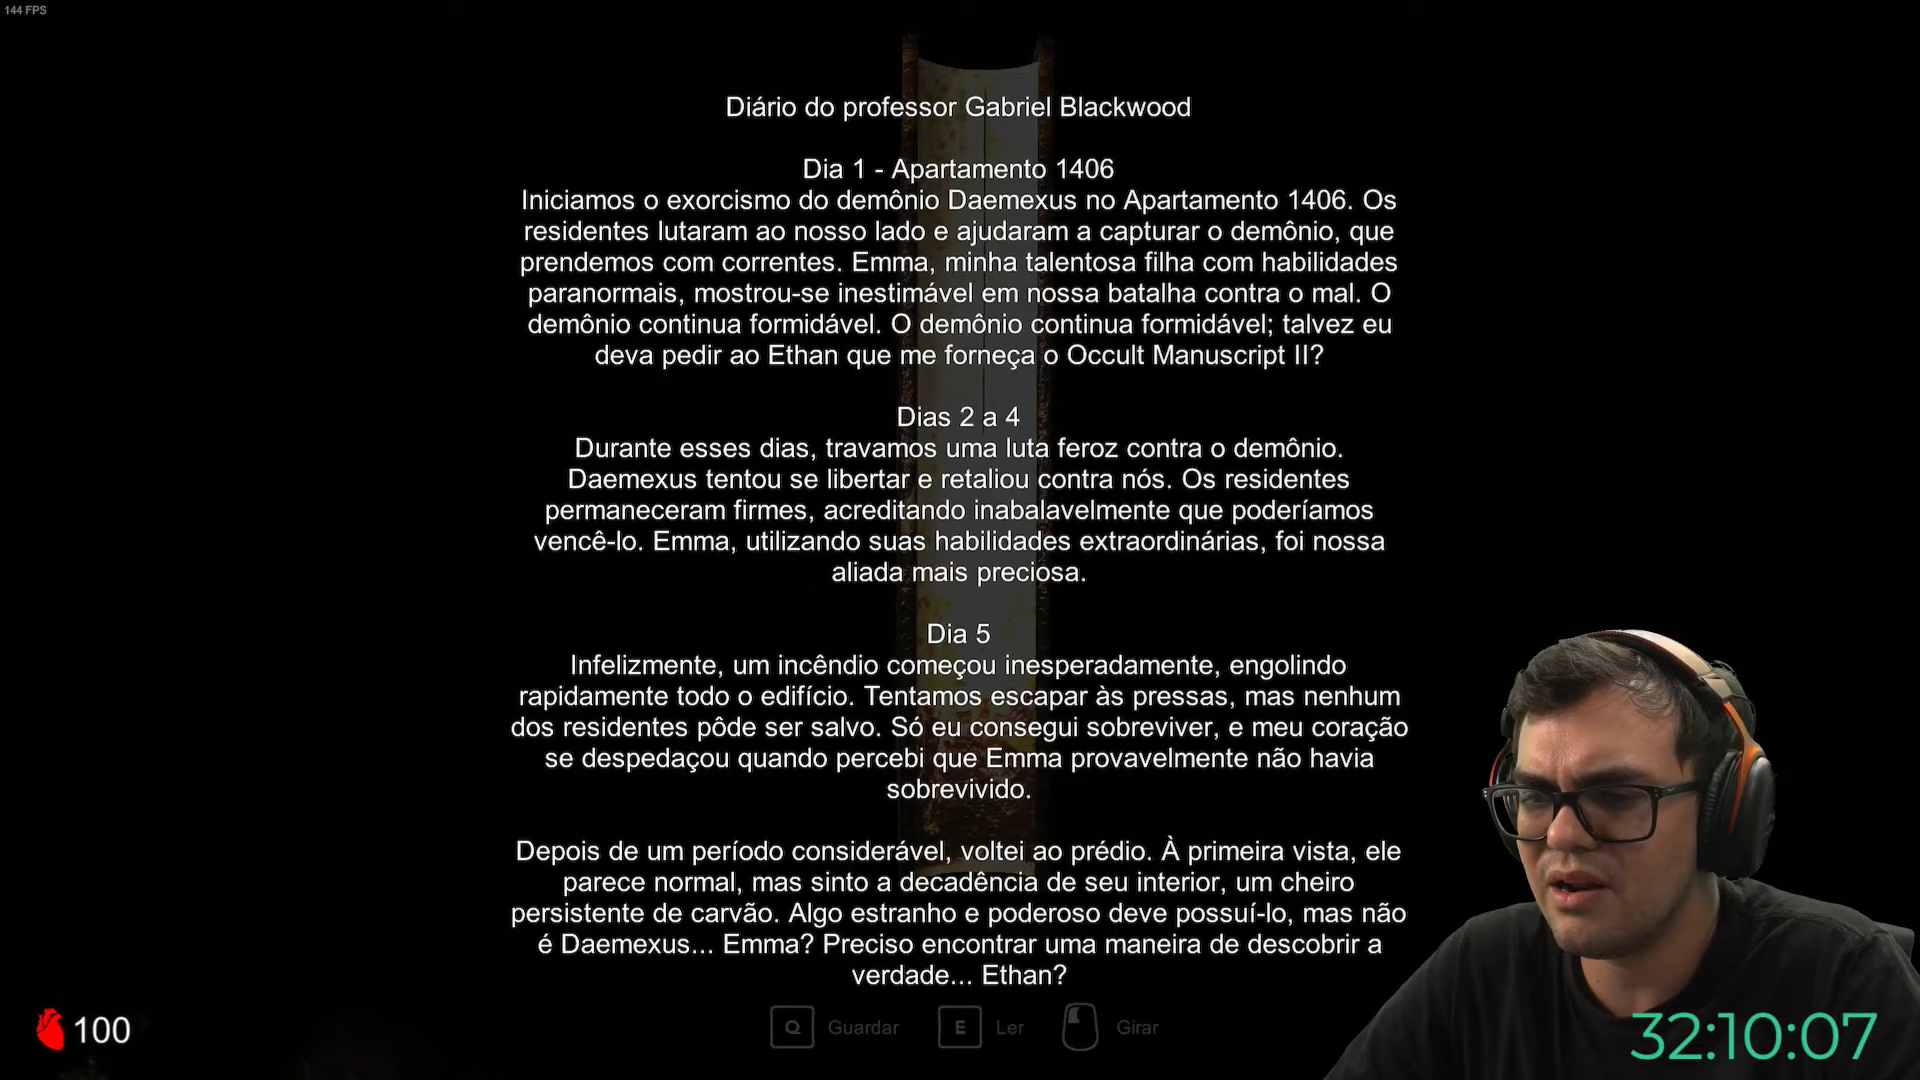 144 FPS
Diário do professor Gabriel Blackwood
Dia 1 - Apartamento 1406
Iniciamos o exorcismo do demônio Daemexus no Apartamento 1406. Os
residentes lutaram ao nosso lado e ajudaram a capturar o demônio, que
prendemos com correntes. Emma, minha talentosa filha com habilidades
paranormais, mostrou-se inestimável em nossa batalha contra o mal. O
demônio continua formidável. O demônio continua formidável; talvez eu
deva pedir ao Ethan que me forneça o Occult Manuscript II?
Dias 2 a 4
Durante esses dias, travamos uma luta feroz contra o demônio.
Daemexus tentou se libertar e retaliou contra nós. Os residentes
permaneceram firmes, acreditando inabalavelmente que poderíamos
vencê-lo. Emma, utilizando suas habilidades extraordinárias, foi nossa
aliada mais preciosa.
Dia 5
Infelizmente, um incêndio começou inesperadamente, engolindo
rapidamente todo o edifício. Tentamos escapar às pressas, mas nenhum
dos residentes pôde ser salvo. Só eu consegui sobreviver, e meu coração
se despedaçou quando percebi que Emma provavelmente não havia
sobrevivido.
Depois de um período considerável, voltei ao prédio. À primeira vista, ele
parece normal, mas sinto a decadência de seu interior, um cheiro
persistente de carvão. Algo estranho e poderoso deve possuí-lo, mas não
é Daemexus... Emma? Preciso encontrar uma maneira de descobrir a
verdade... Ethan?
100
Q Guardar E Ler Girar
32:10:07